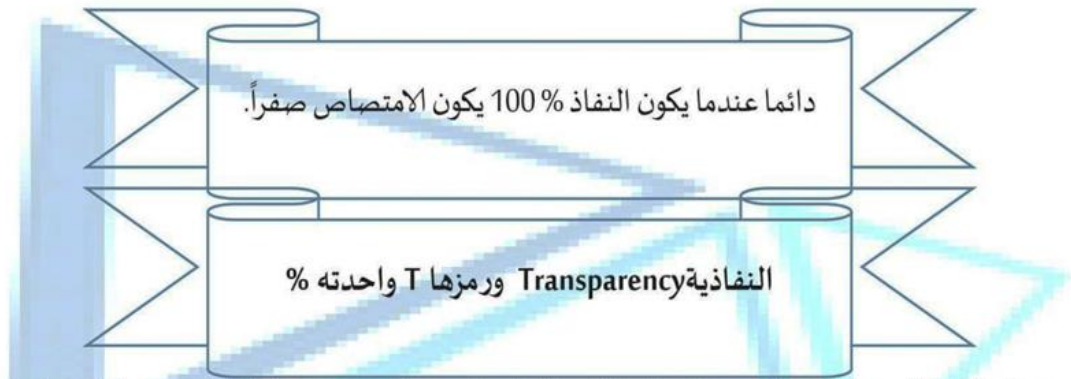 دائما عندما يكون النفاذ % 100 يكون الامتصاص صفراً.
النفاذيةTransparency ورمزها T واحدته %